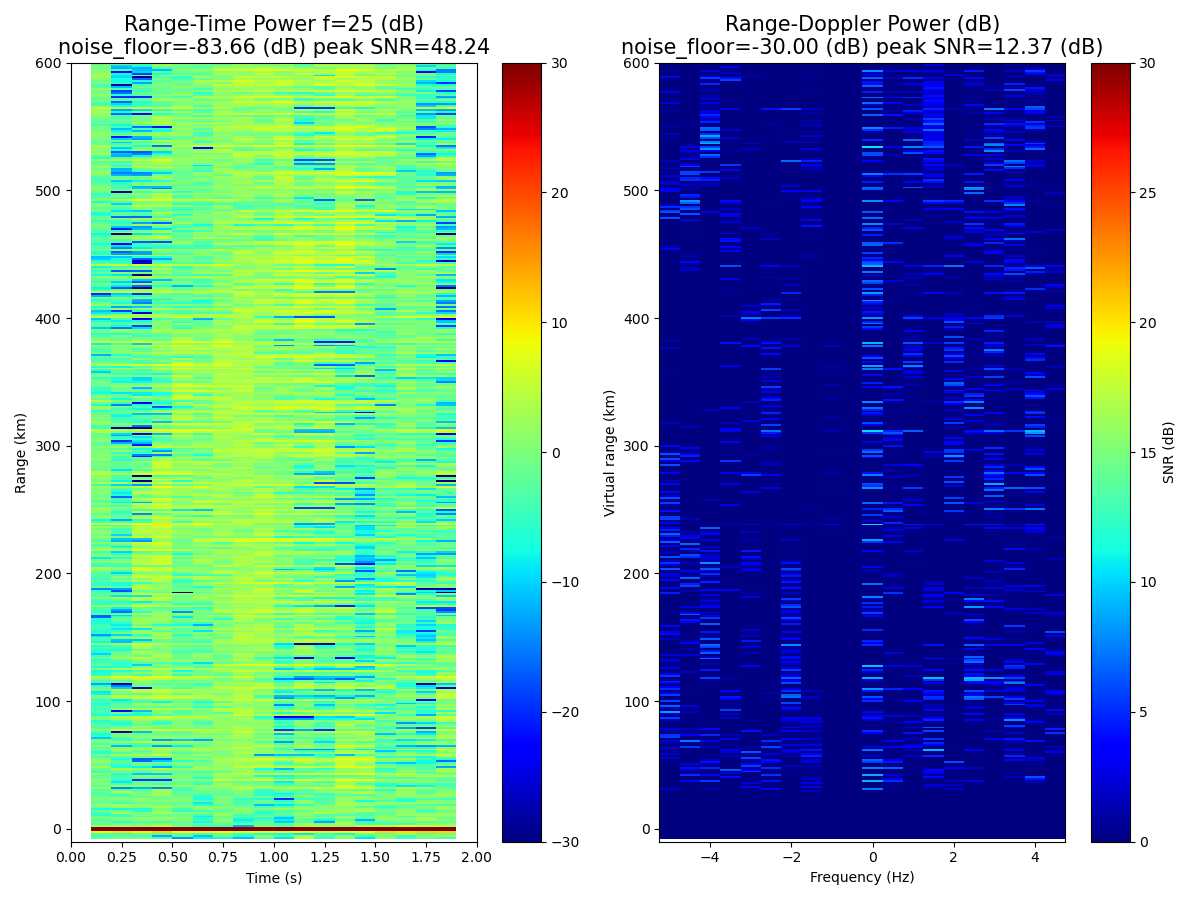 Range-Time Power f=25 (dB)
noise_floor=-83.66 (dB) peak SNR=48.24
Range (km)
600
500
400
300
200
100
0
0.00 0.25 0.50 0.75 1.00 1.25 1.50 1.75 2.00
Time (s)
30
20
10
0
−10
−20
−30
Range-Doppler Power (dB)
noise_floor=-30.00 (dB) peak SNR=12.37 (dB)
Virtual range (km)
600
500
400
300
200
100
0
−4 −2 0 2 4
Frequency (Hz)
30
25
20
15
10
5
0
SNR (dB)